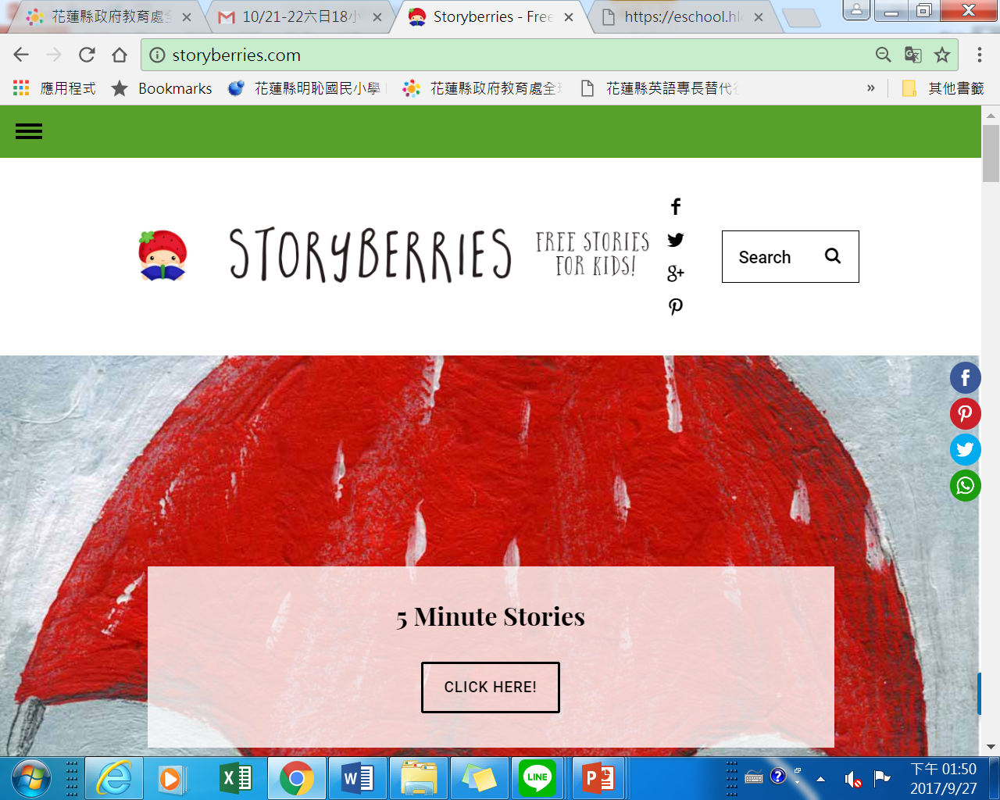 花蓮縣政府教育處
10/21-22六日18小
Storyberries - Free
https://eschool.hl
storyberries.com
應用程式
Bookmarks
花蓮縣明恥國民小學
花蓮縣政府教育處全
花蓮縣英語專長替代
»
其他書籤
STORYBERRIES
FREE STORIES
FOR KIDS!
Search
5 Minute Stories
CLICK HERE!
LINE
下午 01:50
2017/9/27